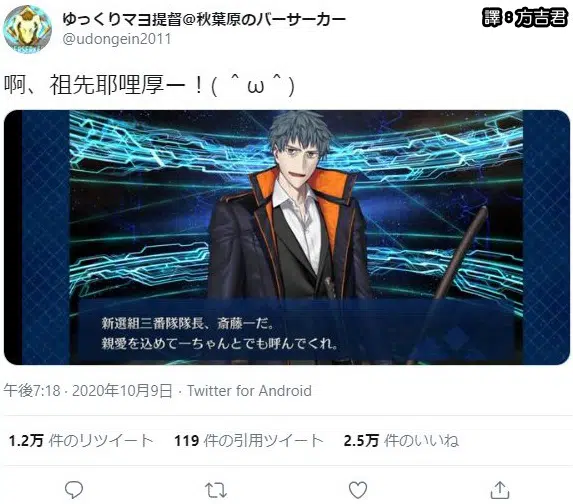 ゆっくりマヨ提督@秋葉原のバーサーカー
譯:方吉君
@udongein2011
啊、祖先耶哩厚ー!( ＾ω＾)
新選組三番隊隊長、斎藤一だ。
親愛を込めて一ちゃんとでも呼んでくれ。
午後7:18 · 2020年10月9日 · Twitter for Android
1.2万 件のリツイート 119 件の引用ツイート 2.5万 件のいいね